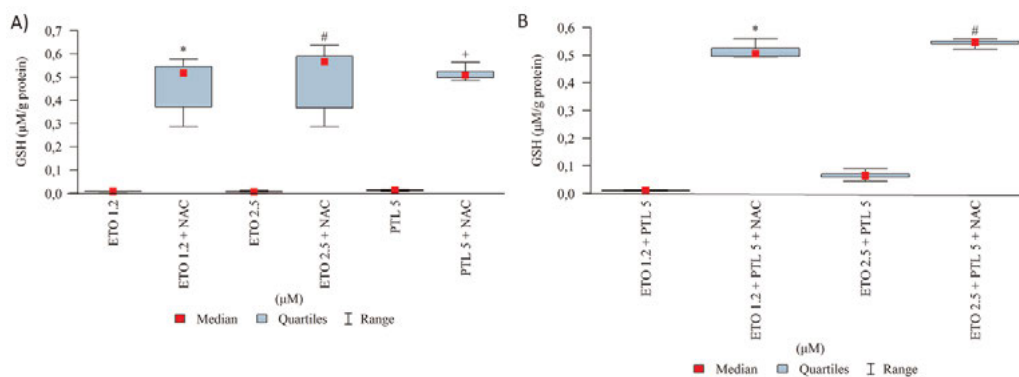 A)
GSH (µM/g protein)
0,7
0,6
0,5
0,4
0,3
0,2
0,1
0,0
*
#
+
ETO 1.2
ETO 1.2 + NAC
ETO 2.5
ETO 2.5 + NAC
PTL 5
PTL 5 + NAC
(µM)
Median Quartiles Range
B
GSH (µM/g protein)
0,6
0,5
0,4
0,3
0,2
0,1
0,0
*
#
ETO 1.2 + PTL 5
ETO 1.2 + PTL 5 + NAC
ETO 2.5 + PTL 5
ETO 2.5 + PTL 5 + NAC
(µM)
Median Quartiles Range